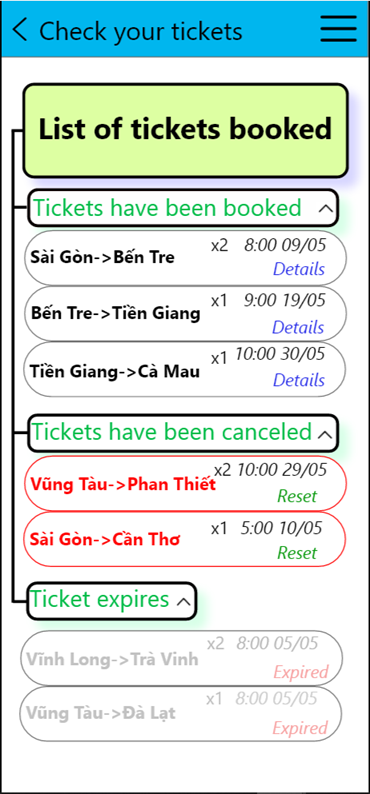 Check your tickets
List of tickets booked
Tickets have been booked
Sài Gòn->Bến Tre x2 8:00 09/05
Details
Bến Tre->Tiền Giang x1 9:00 19/05
Details
Tiền Giang->Cà Mau x1 10:00 30/05
Details
Tickets have been canceled
Vũng Tàu->Phan Thiết x2 10:00 29/05
Reset
Sài Gòn->Cần Thơ x1 5:00 10/05
Reset
Ticket expires
Vĩnh Long->Trà Vinh x2 8:00 05/05
Expired
Vũng Tàu->Đà Lạt x1 8:00 05/05
Expired